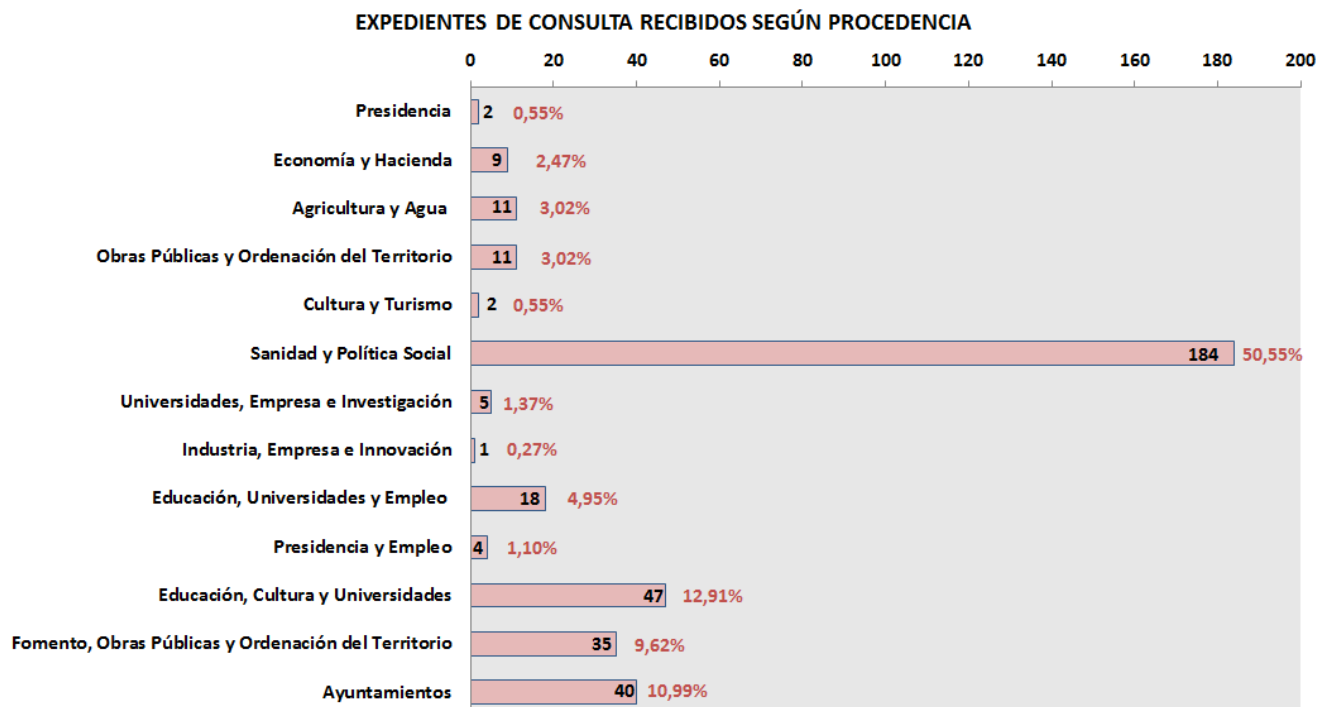 EXPEDIENTES DE CONSULTA RECIBIDOS SEGÚN PROCEDENCIA
0 20 40 60 80 100 120 140 160 180 200
Presidencia 2 0,55%
Economía y Hacienda 9 2,47%
Agricultura y Agua 11 3,02%
Obras Públicas y Ordenación del Territorio 11 3,02%
Cultura y Turismo 2 0,55%
Sanidad y Política Social 184 50,55%
Universidades, Empresa e Investigación 5 1,37%
Industria, Empresa e Innovación 1 0,27%
Educación, Universidades y Empleo 18 4,95%
Presidencia y Empleo 4 1,10%
Educación, Cultura y Universidades 47 12,91%
Fomento, Obras Públicas y Ordenación del Territorio 35 9,62%
Ayuntamientos 40 10,99%